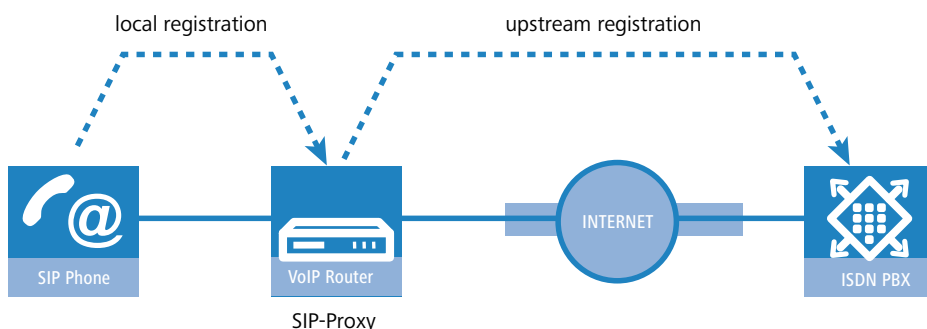 local registration
upstream registration
@
SIP Phone
VoIP Router
INTERNET
ISDN PBX
SIP-Proxy